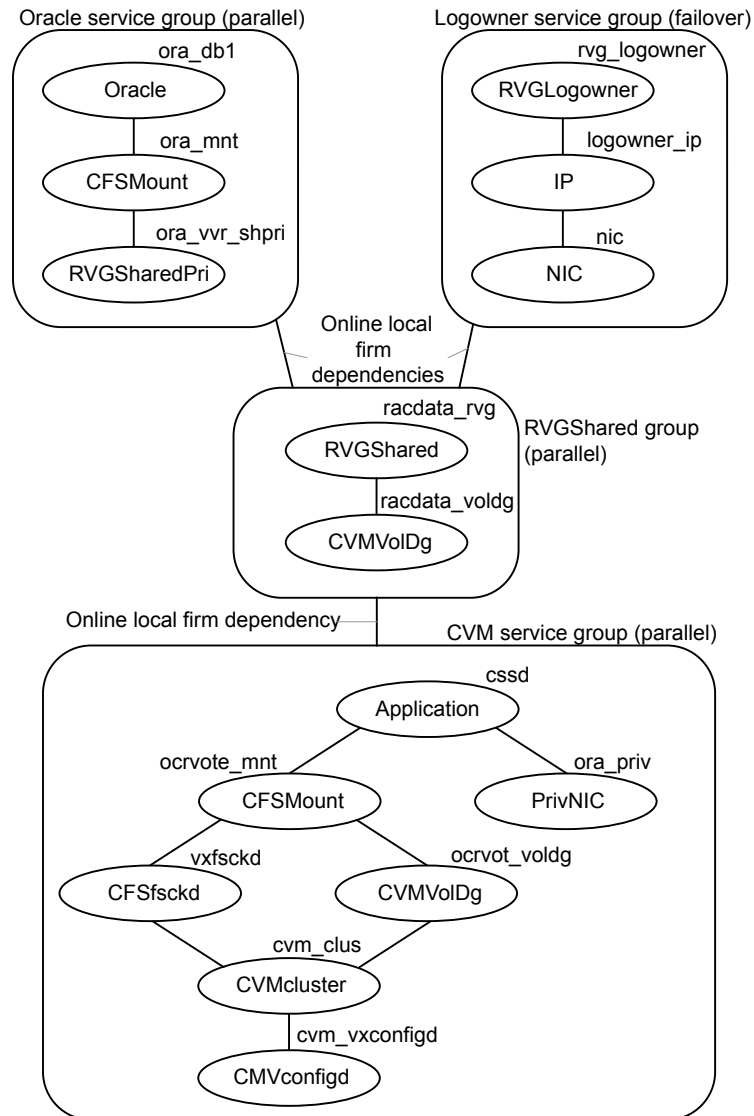 Oracle service group (parallel)
Logowner service group (failover)
ora_db1
Oracle
ora_mnt
CFSMount
ora_vvr_shpri
RVGSharedPri
rvg_logowner
RVGLogowner
logowner_ip
IP
nic
NIC
Online local
firm
dependencies
racdata_rvg
RVGShared
racdata_voldg
CVMVolDg
RVGShared group
(parallel)
Online local firm dependency
CVM service group (parallel)
cssd
Application
ocrvote_mnt
CFSMount
ora_priv
PrivNIC
vxfsckd
CFSfsckd
ocrvot_voldg
CVMVolDg
cvm_clus
CVMcluster
cvm_vxconfigd
CMVconfigd